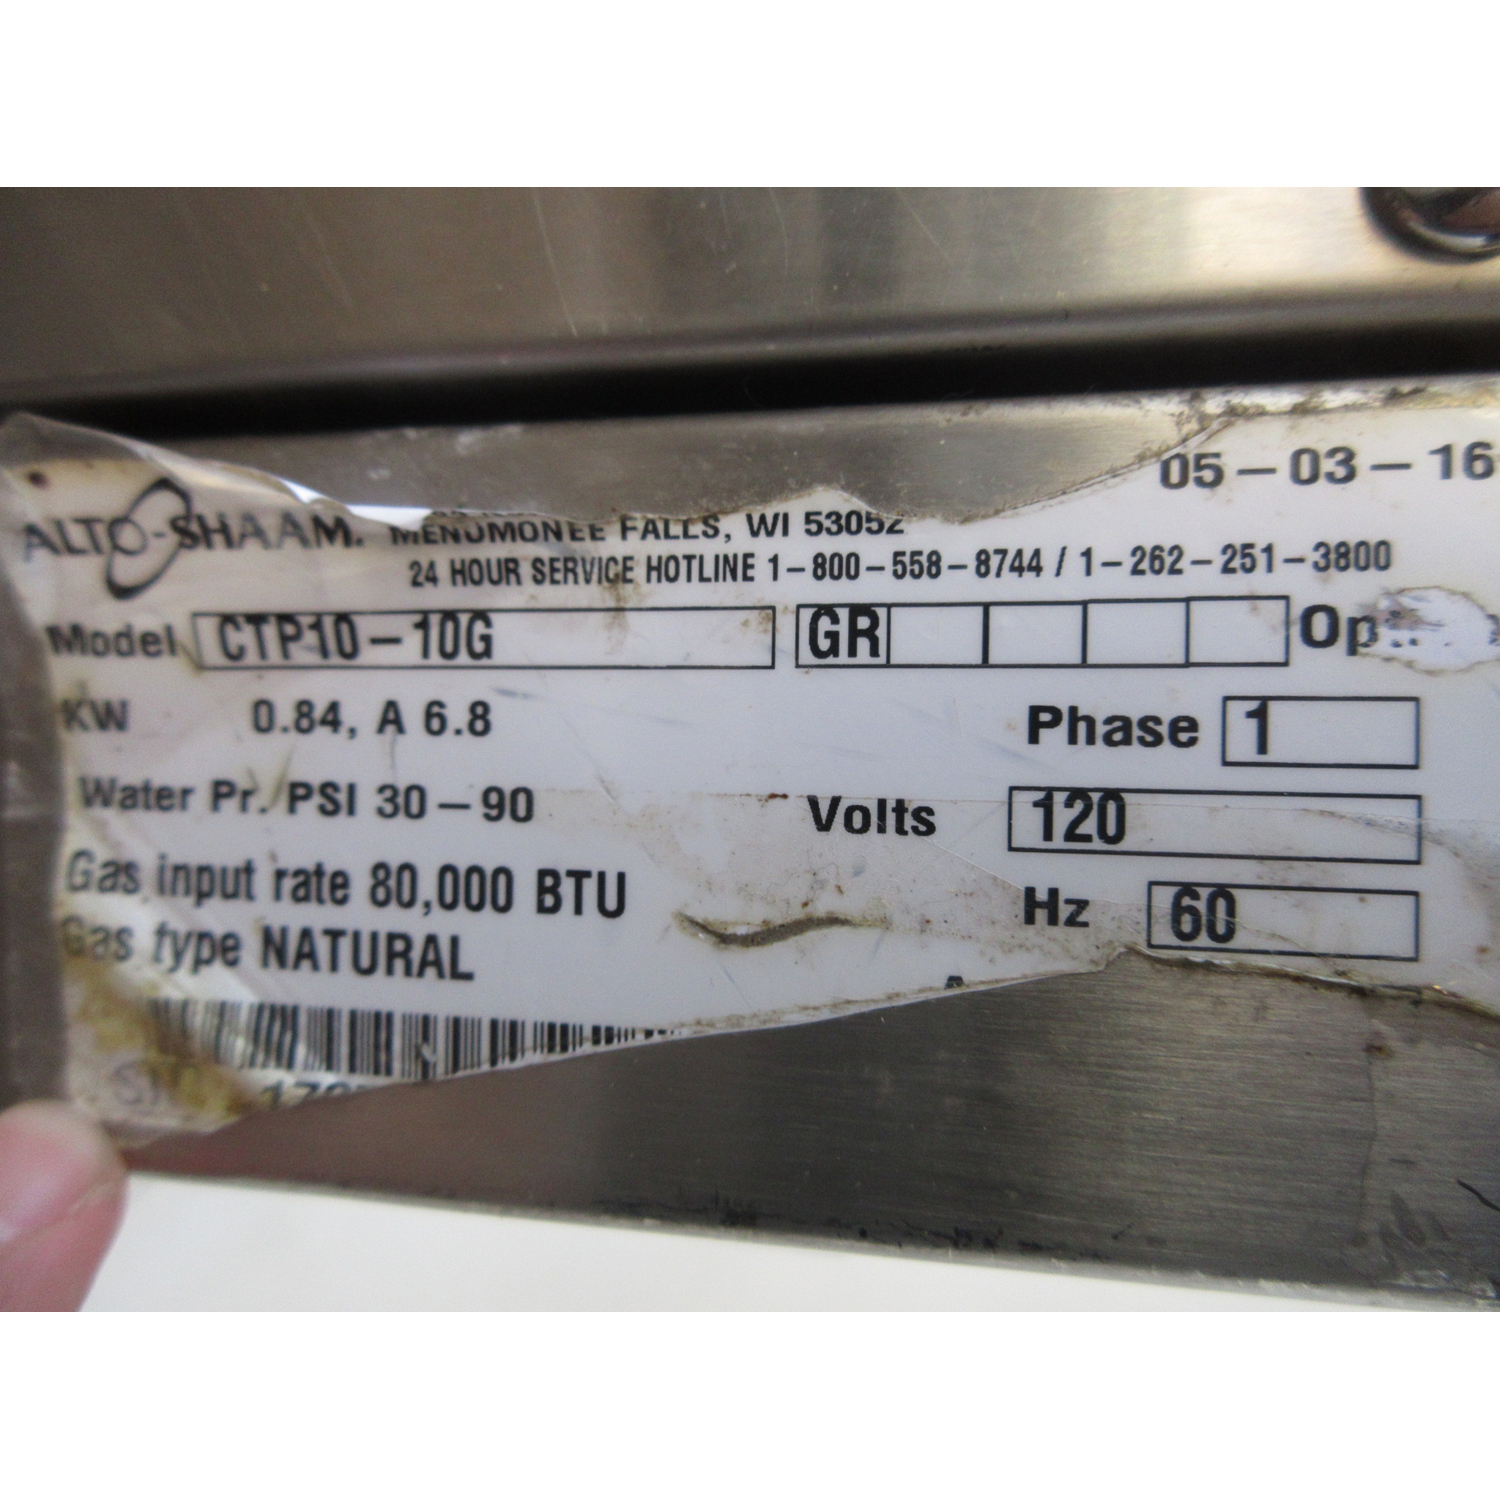 05-03-16
ALTO-SHAAM. MENOMONEE FALLS, WI 53052
24 HOUR SERVICE HOTLINE 1-800-558-8744 / 1-262-251-3800
Model CTP10-10G GR
KW 0.84, A 6.8 Phase 1
Water Pr. PSI 30-90 Volts 120
Gas input rate 80,000 BTU Hz 60
Gas type NATURAL